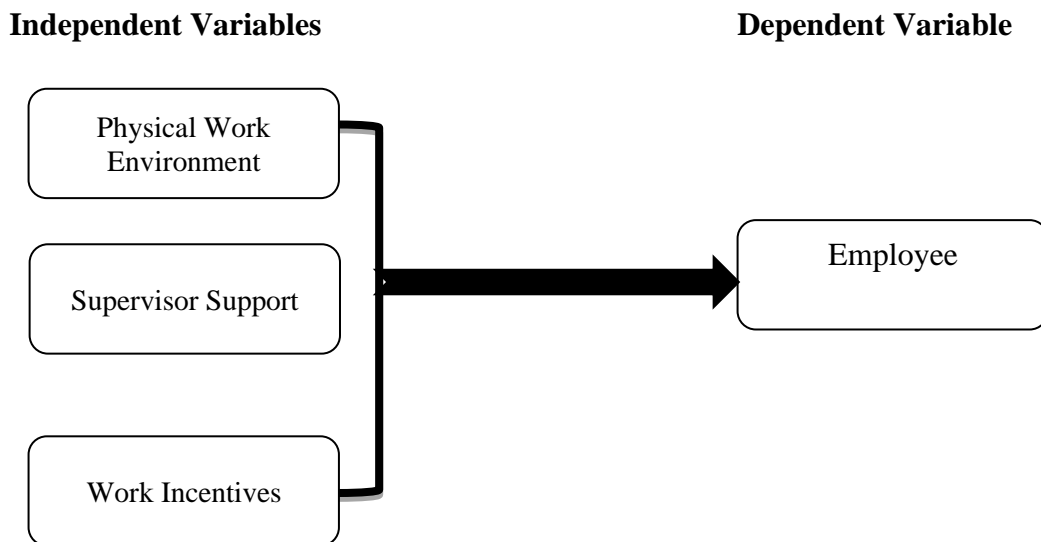 Independent Variables
Dependent Variable
Physical Work
Environment
Supervisor Support
Work Incentives
Employee